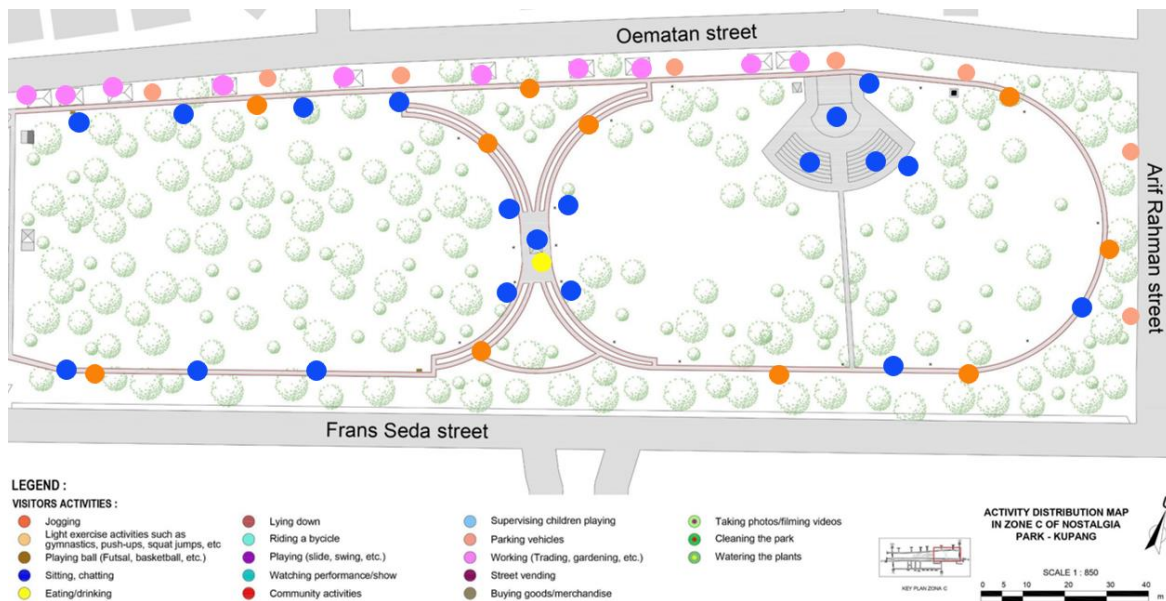 Oematan street
Arif Rahman street
Frans Seda street
LEGEND :
VISITORS ACTIVITIES :
Jogging
Light exercise activities such as
gymnastics, push-ups, squat jumps, etc
Playing ball (Futsal, basketball, etc.)
Sitting, chatting
Eating/drinking
Lying down
Riding a bycicle
Playing (slide, swing, etc.)
Watching performance/show
Community activities
Supervising children playing
Parking vehicles
Working (Trading, gardening, etc.)
Street vending
Buying goods/merchandise
Taking photos/filming videos
Cleaning the park
Watering the plants
KEY PLAN ZONA C
ACTIVITY DISTRIBUTION MAP
IN ZONE C OF NOSTALGIA
PARK - KUPANG
SCALE 1 : 850
0 5 10 20 30 40
m